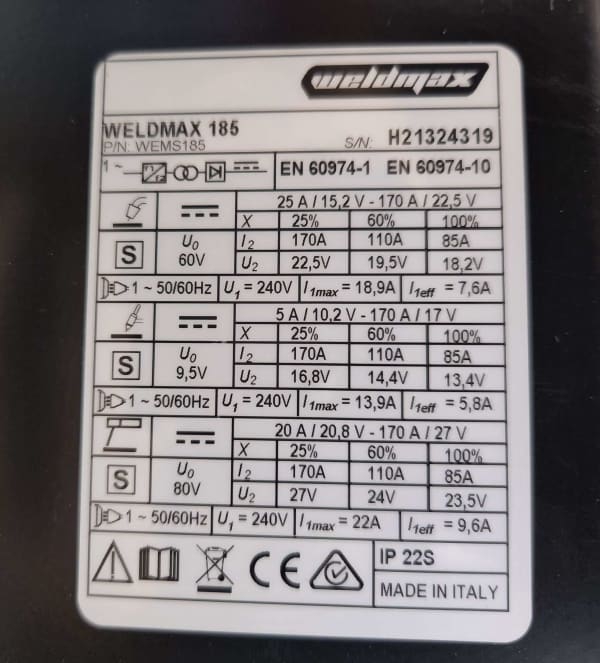 weldmax
WELDMAX 185
P/N: WEMS185 S/N: H21324319
1 ~ f1 f2 EN 60974-1 EN 60974-10
25 A / 15,2 V - 170 A / 22,5 V
X 25% 60% 100%
S U0 60V I2 170A 110A 85A
U2 22,5V 19,5V 18,2V
1 ~ 50/60Hz U1 = 240V I1max = 18,9A I1eff = 7,6A
5 A / 10,2 V - 170 A / 17 V
X 25% 60% 100%
S U0 9,5V I2 170A 110A 85A
U2 16,8V 14,4V 13,4V
1 ~ 50/60Hz U1 = 240V I1max = 13,9A I1eff = 5,8A
20 A / 20,8 V - 170 A / 27 V
X 25% 60% 100%
S U0 80V I2 170A 110A 85A
U2 27V 24V 23,5V
1 ~ 50/60Hz U1 = 240V I1max = 22A I1eff = 9,6A
CE IP 22S
MADE IN ITALY